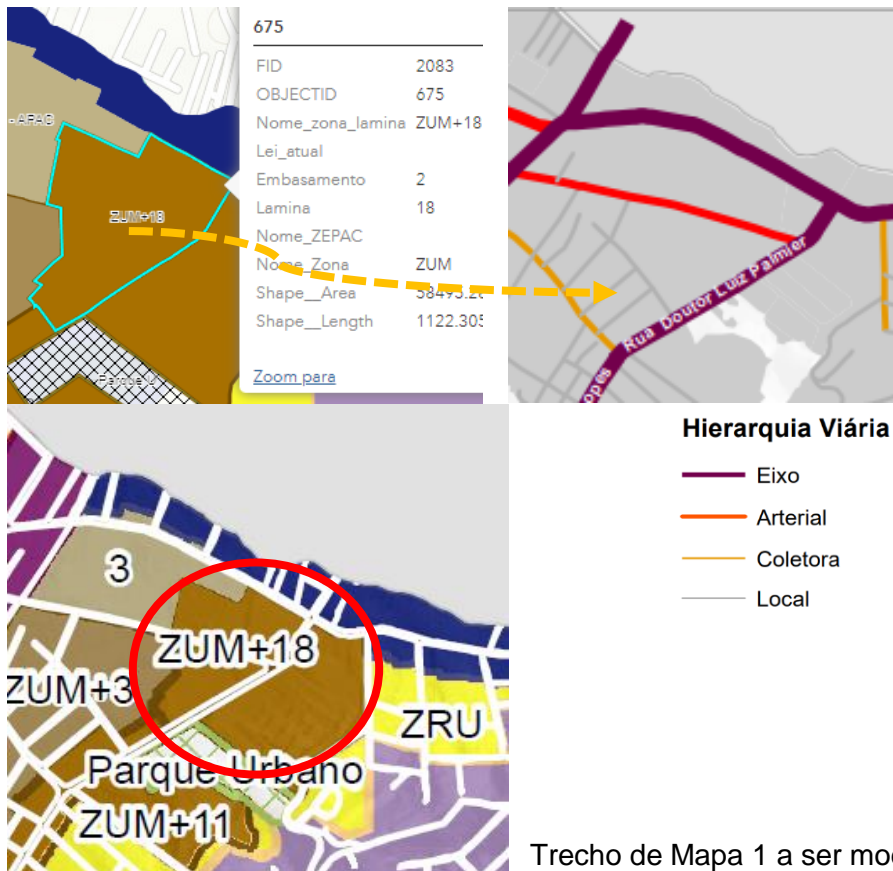 675
FID 2083
OBJECTID 675
Nome_zona_lamina ZUM+18
Lei_atual
Embasamento 2
Lamina 18
Nome_ZEPAC
Nome_Zona ZUM
Shape__Area
Shape__Length 1122.305
Zoom para
- APAC
ZUM+18
Rua Doutor Luiz Palmier
opes
Hierarquia Viária
Eixo
Arterial
Coletora
Local
3
ZUM+18
ZUM+3
ZRU
Parque Urbano
ZUM+11
Trecho de Mapa 1 a ser mod